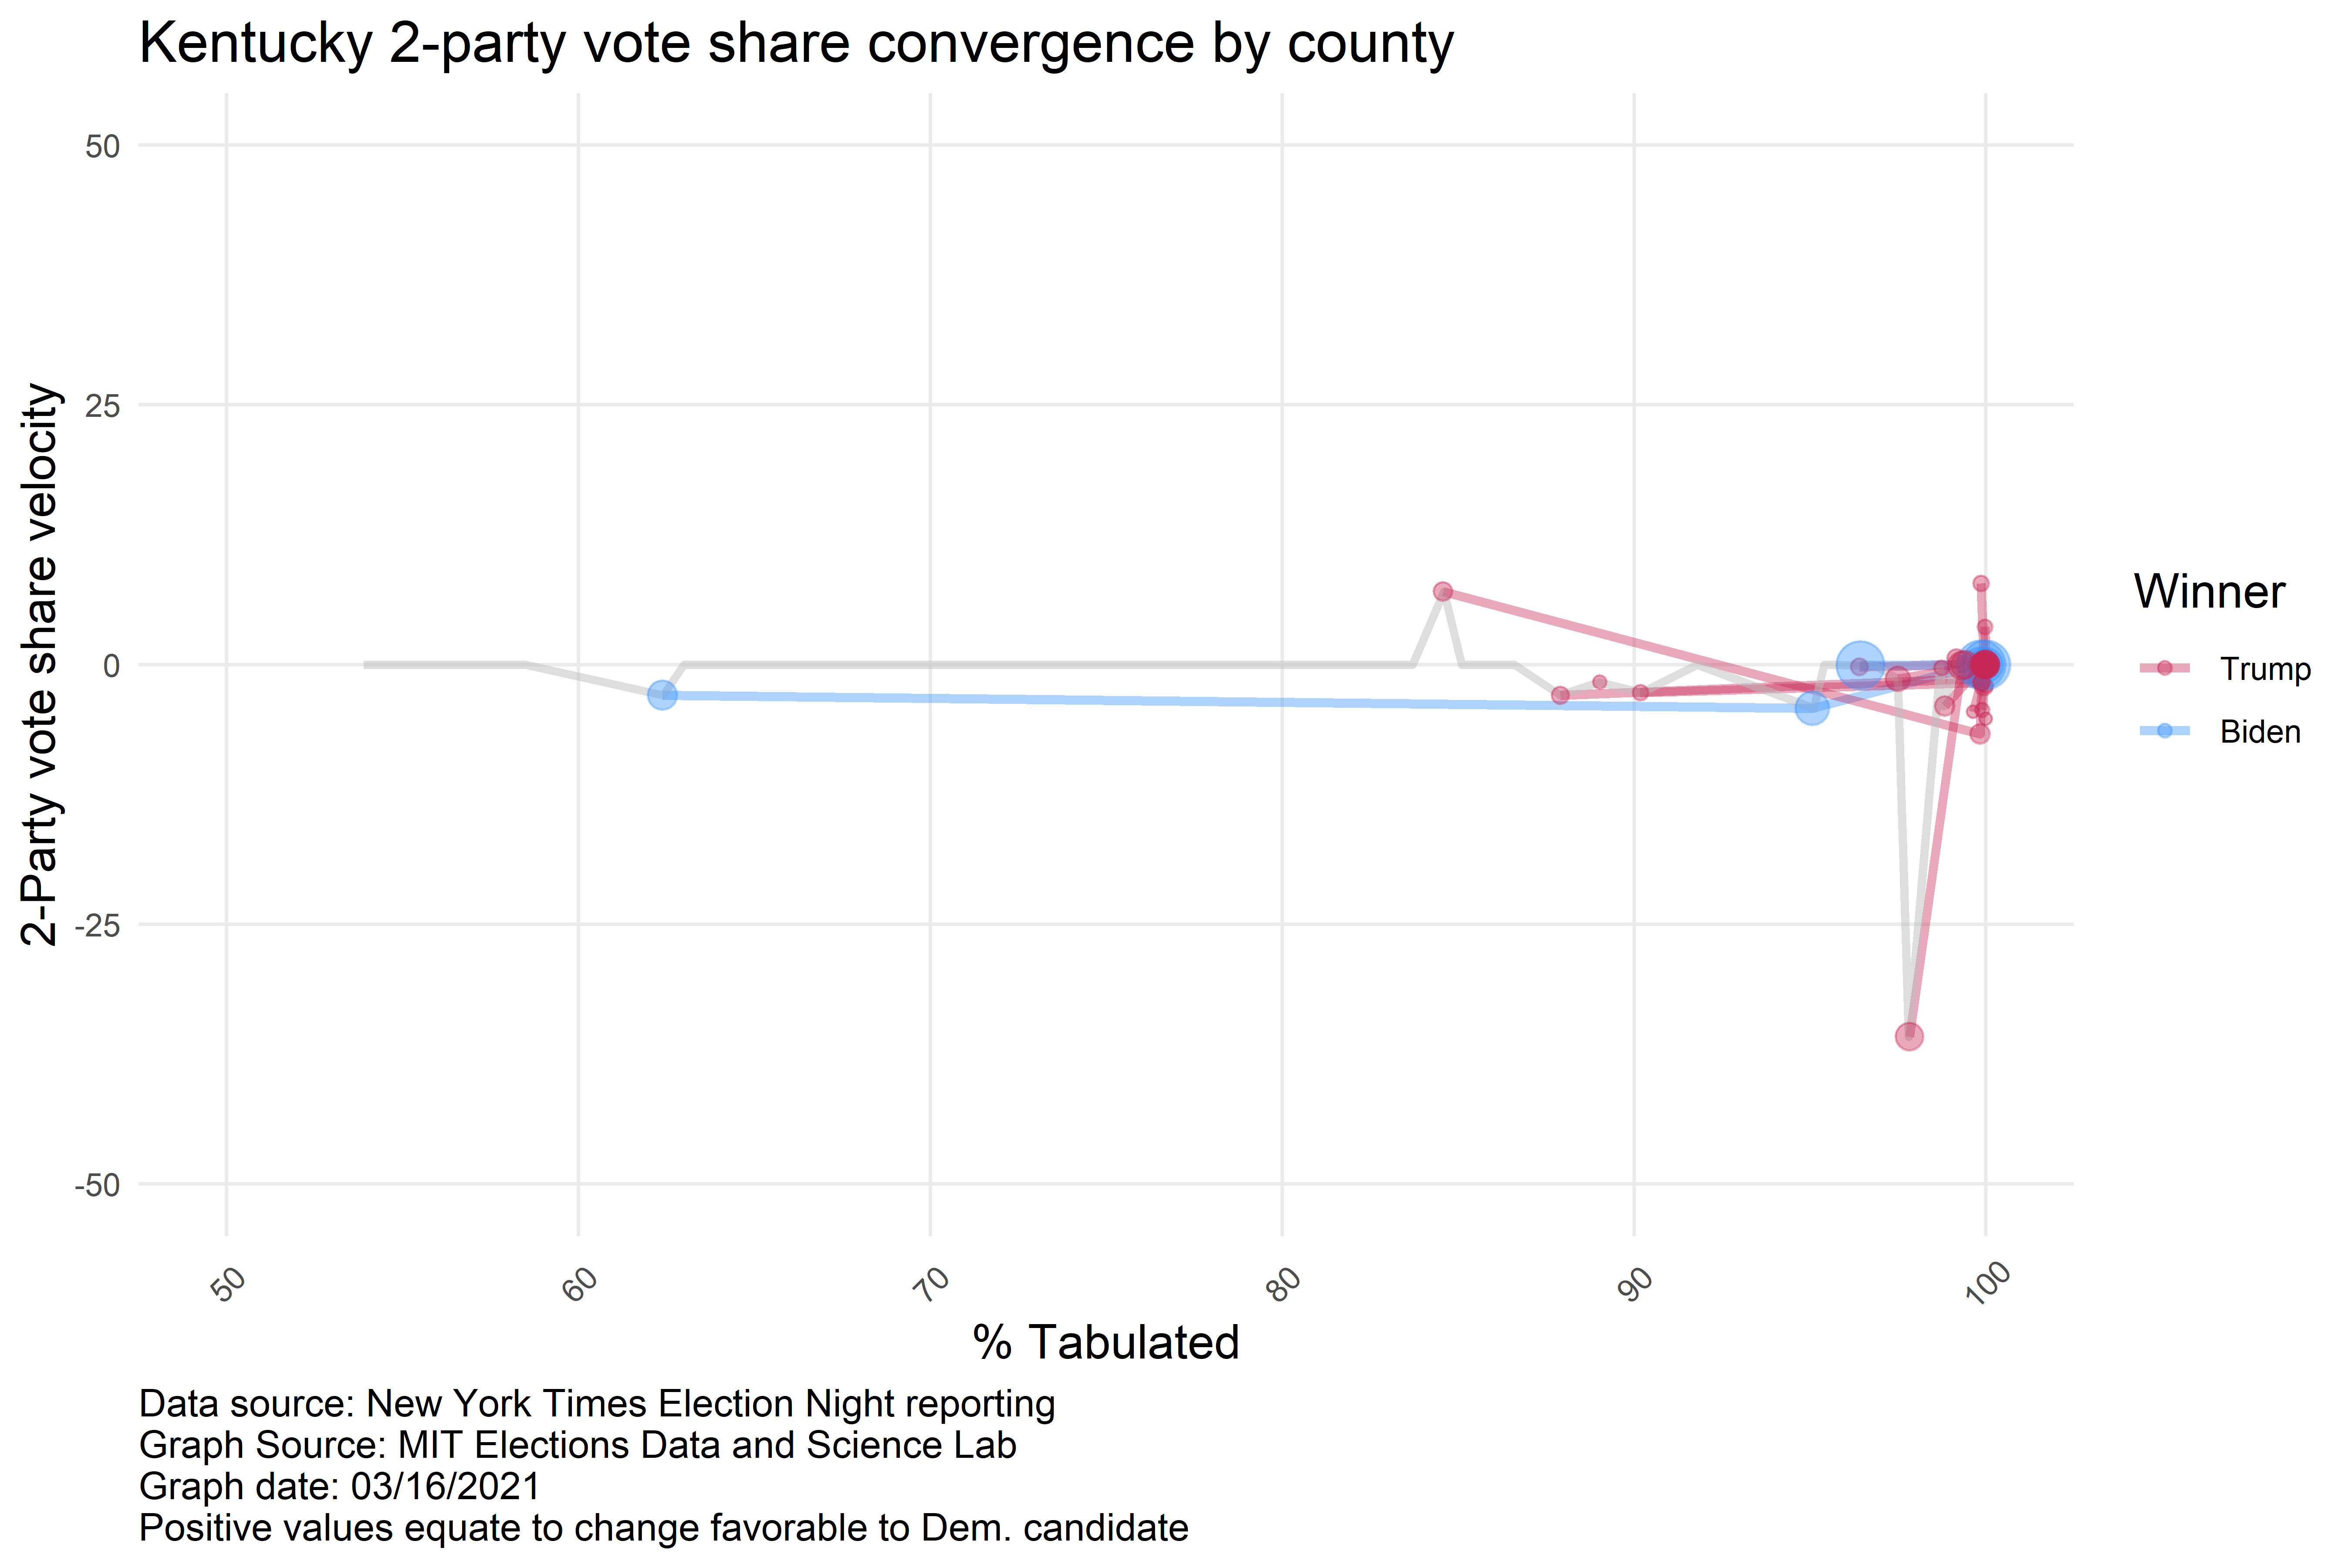 Kentucky 2-party vote share convergence by county
2-Party vote share velocity
50
25
0
-25
-50
50
60
70
80
90
100
% Tabulated
Winner
Trump
Biden
Data source: New York Times Election Night reporting
Graph Source: MIT Elections Data and Science Lab
Graph date: 03/16/2021
Positive values equate to change favorable to Dem. candidate